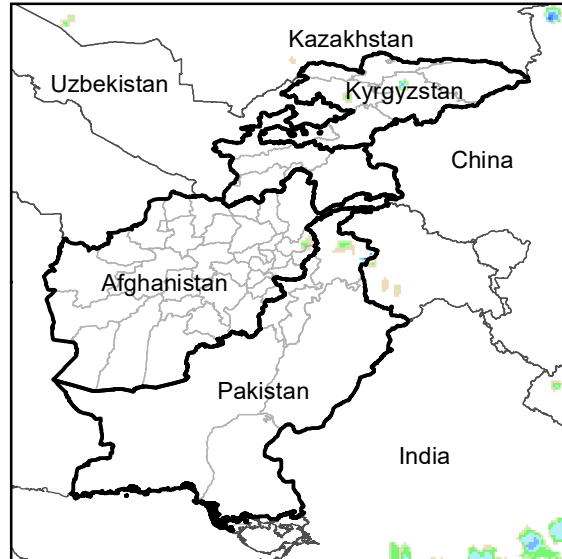 Kazakhstan
Uzbekistan
Kyrgyzstan
China
Afghanistan
Pakistan
India